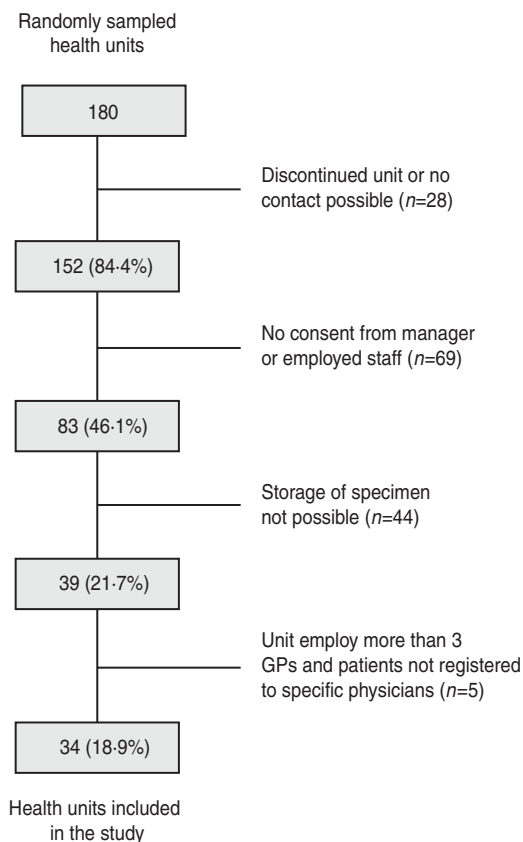 Randomly sampled
health units
180
Discontinued unit or no
contact possible (n=28)
152 (84·4%)
No consent from manager
or employed staff (n=69)
83 (46·1%)
Storage of specimen
not possible (n=44)
39 (21·7%)
Unit employ more than 3
GPs and patients not registered
to specific physicians (n=5)
34 (18·9%)
Health units included
in the study